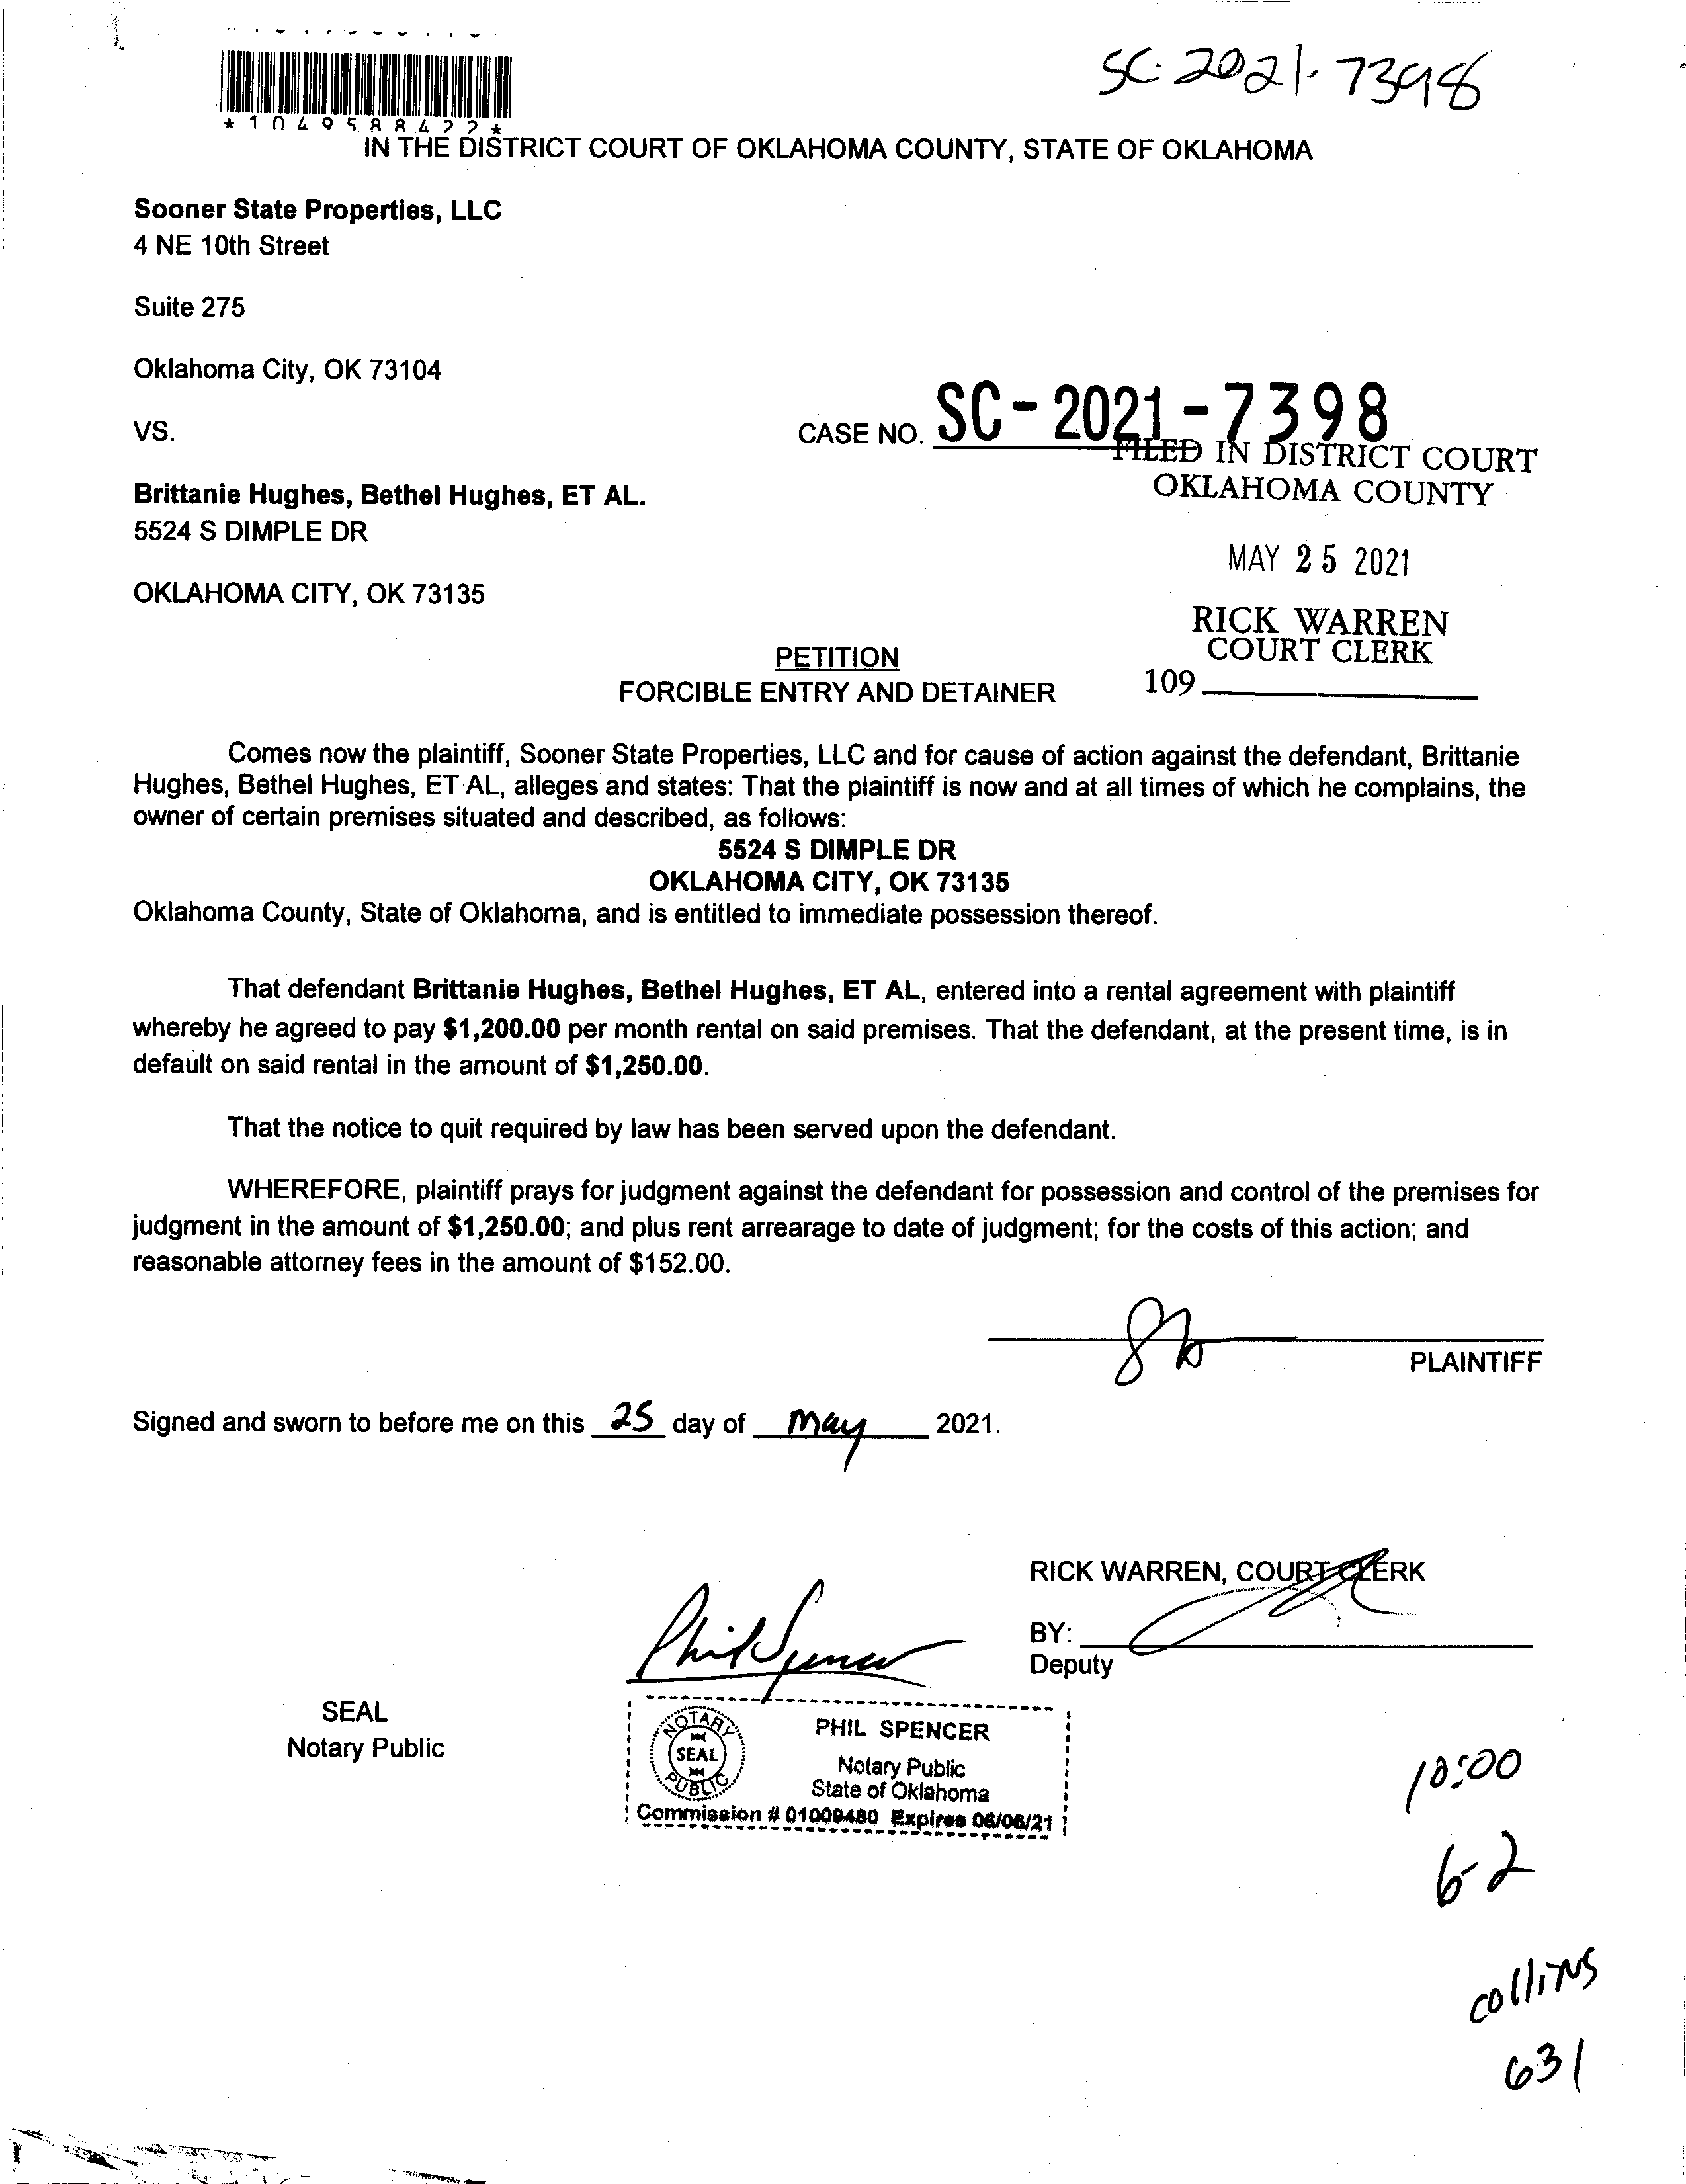 SC-2021-7398
*1049588422*
IN THE DISTRICT COURT OF OKLAHOMA COUNTY, STATE OF OKLAHOMA
Sooner State Properties, LLC
4 NE 10th Street
Suite 275
Oklahoma City, OK 73104
VS.
CASE NO. SC-2021-7398
FILED IN DISTRICT COURT
OKLAHOMA COUNTY
Brittanie Hughes, Bethel Hughes, ET AL.
5524 S DIMPLE DR
MAY 25 2021
OKLAHOMA CITY, OK 73135
RICK WARREN
COURT CLERK
109
PETITION
FORCIBLE ENTRY AND DETAINER
Comes now the plaintiff, Sooner State Properties, LLC and for cause of action against the defendant, Brittanie
Hughes, Bethel Hughes, ET AL, alleges and states: That the plaintiff is now and at all times of which he complains, the
owner of certain premises situated and described, as follows:
5524 S DIMPLE DR
OKLAHOMA CITY, OK 73135
Oklahoma County, State of Oklahoma, and is entitled to immediate possession thereof.
That defendant Brittanie Hughes, Bethel Hughes, ET AL, entered into a rental agreement with plaintiff
whereby he agreed to pay $1,200.00 per month rental on said premises. That the defendant, at the present time, is in
default on said rental in the amount of $1,250.00.
That the notice to quit required by law has been served upon the defendant.
WHEREFORE, plaintiff prays for judgment against the defendant for possession and control of the premises for
judgment in the amount of $1,250.00; and plus rent arrearage to date of judgment; for the costs of this action; and
reasonable attorney fees in the amount of $152.00.
PLAINTIFF
Signed and sworn to before me on this 25 day of May 2021.
RICK WARREN, COURT CLERK
BY:
Deputy
Phil Spencer
SEAL
Notary Public
NOTARY
SEAL
PUBLIC
PHIL SPENCER
Notary Public
State of Oklahoma
Commission # 01009480 Expires 06/06/21
10:00
6-2
collins
631